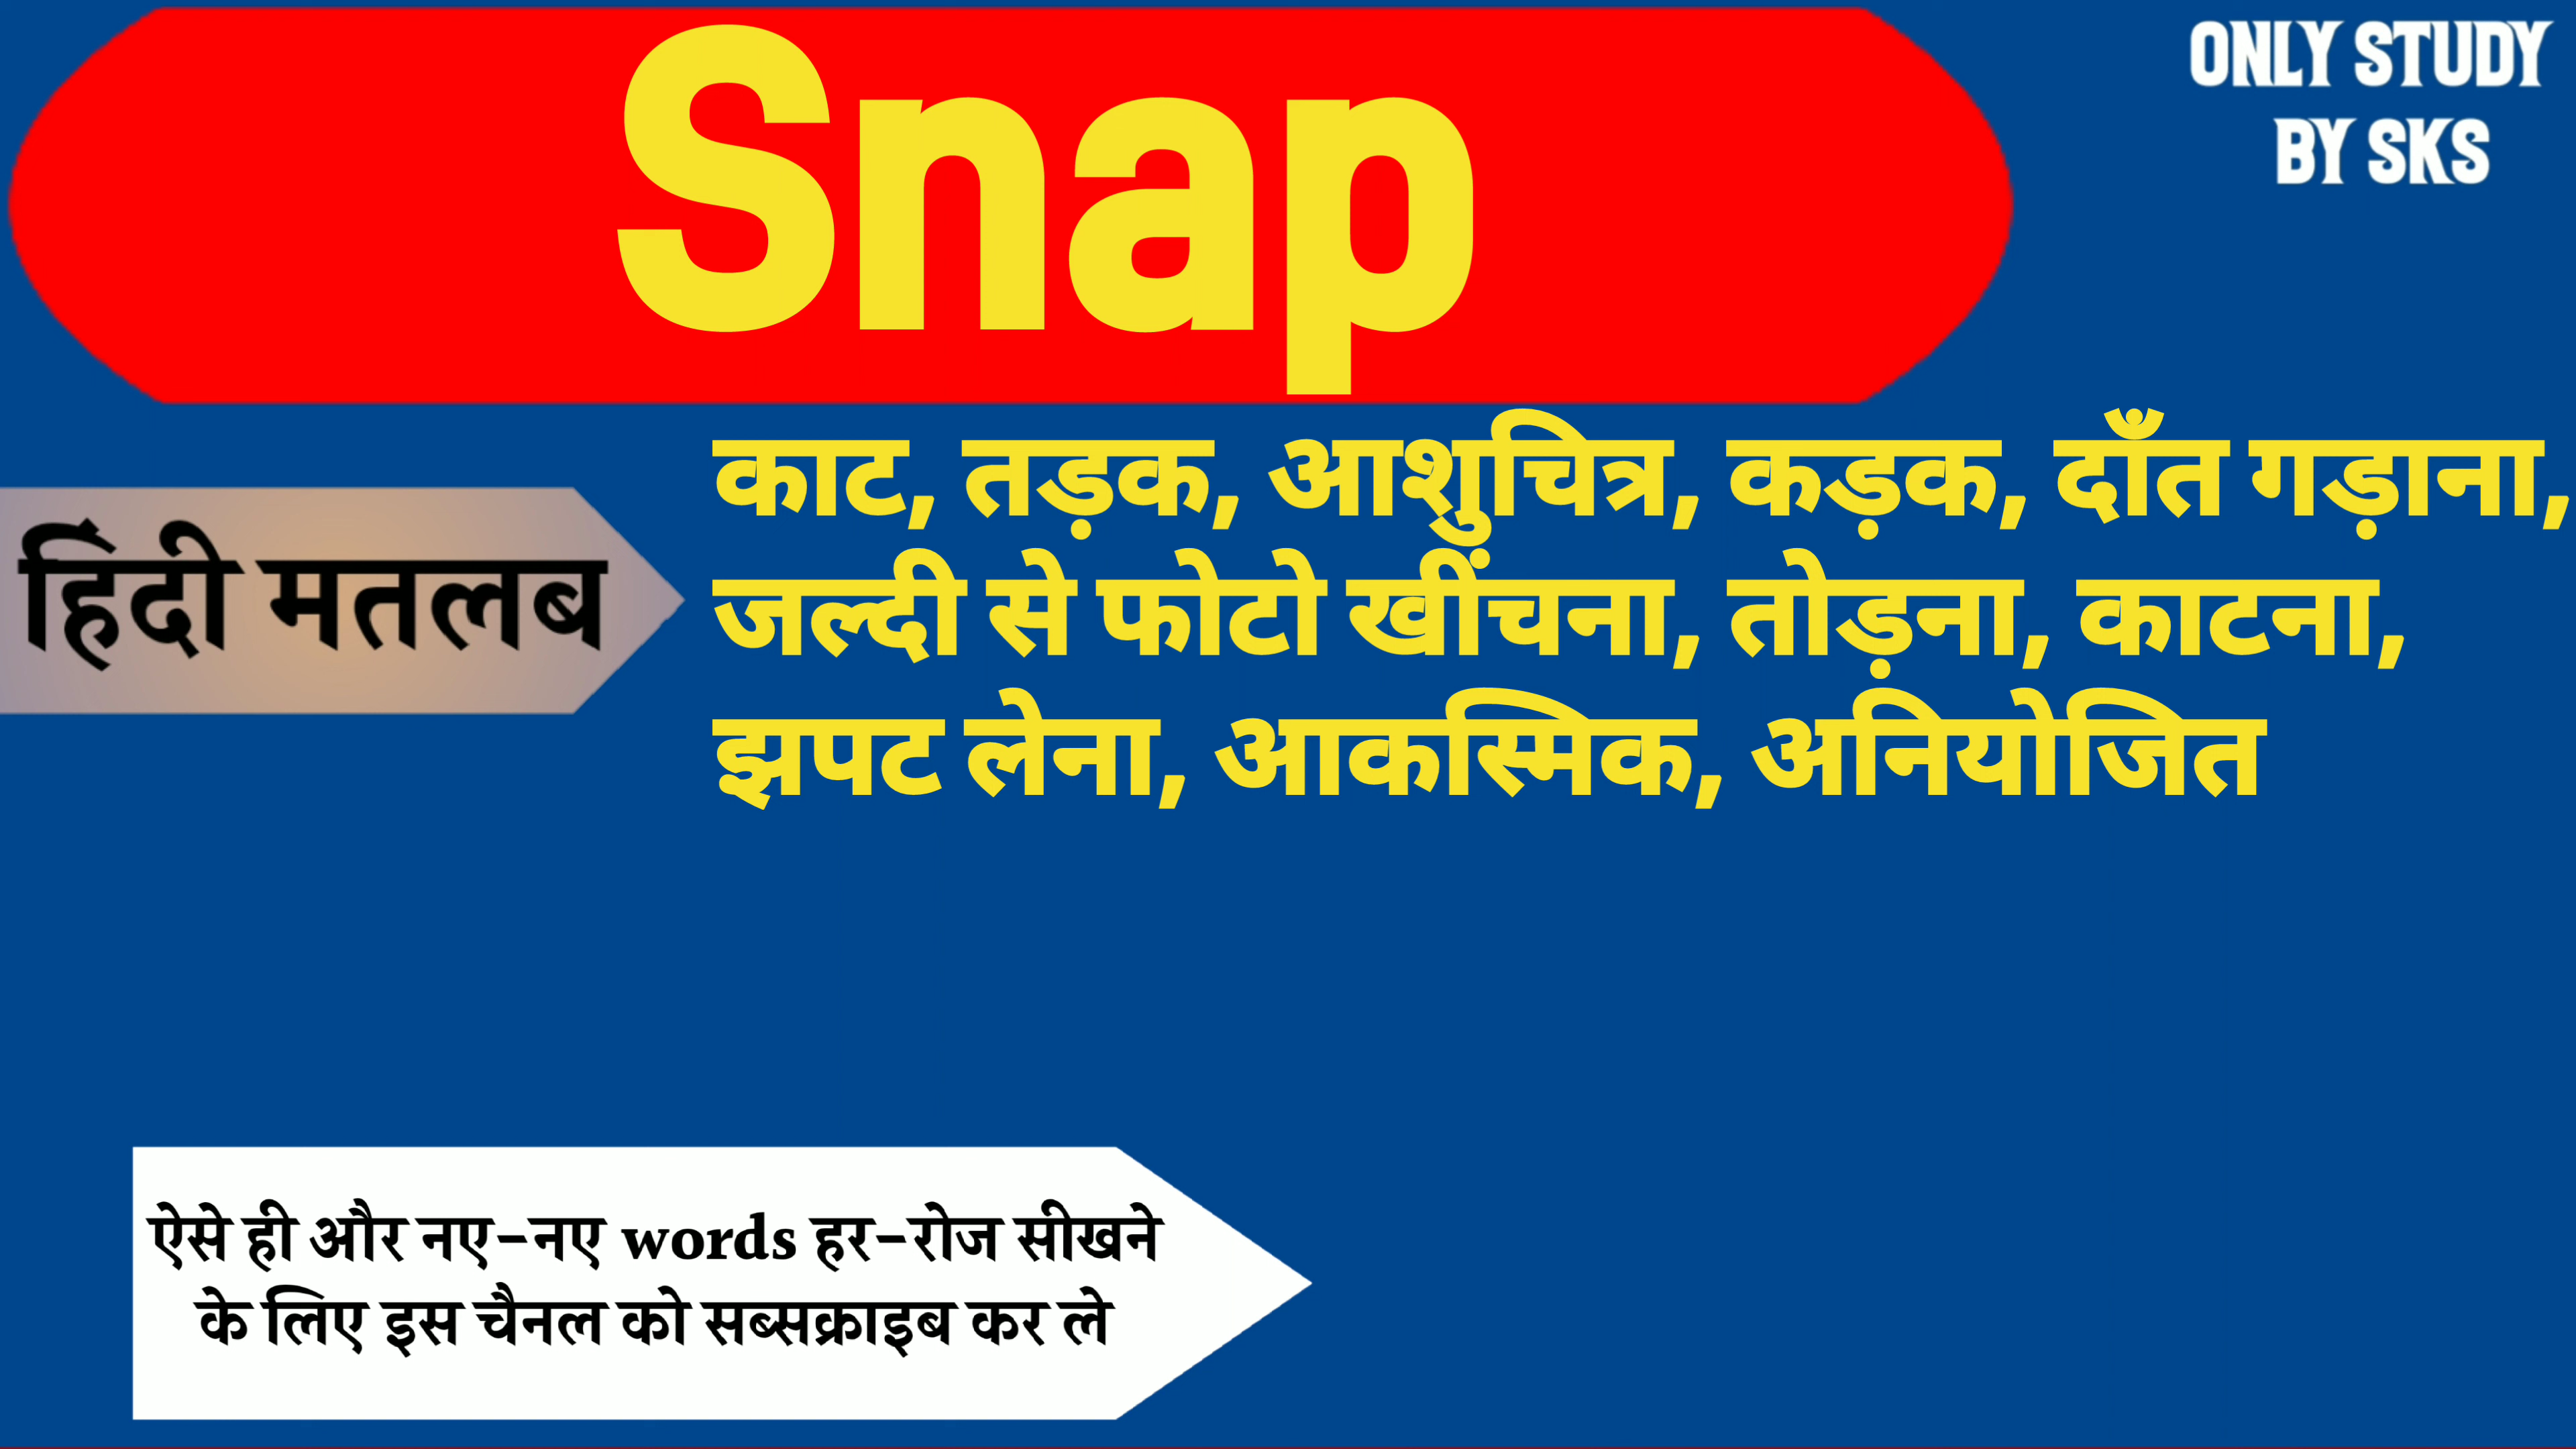 Snap
ONLY STUDY
BY SKS
हिंदी मतलब
काट, तड़क, आशुचित्र, कड़क, दाँत गड़ाना,
जल्दी से फोटो खींचना, तोड़ना, काटना,
झपट लेना, आकस्मिक, अनियोजित
ऐसे ही और नए-नए words हर-रोज सीखने
के लिए इस चैनल को सब्सक्राइब कर ले